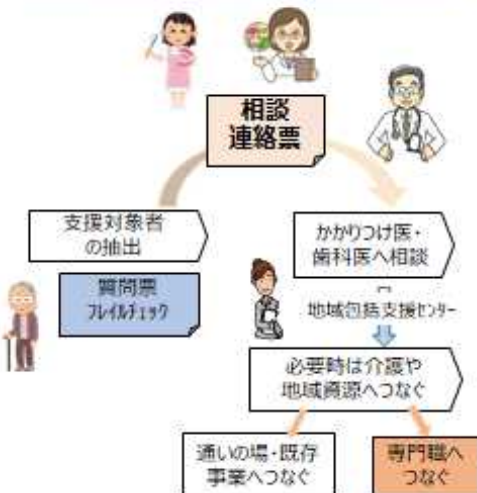 相談
連絡票
支援対象者
の抽出
質問票
フレイルチェック
かかりつけ医・
歯科医へ相談
地域包括支援センター
必要時は介護や
地域資源へつなぐ
通いの場・既存
事業へつなぐ
専門職へ
つなぐ